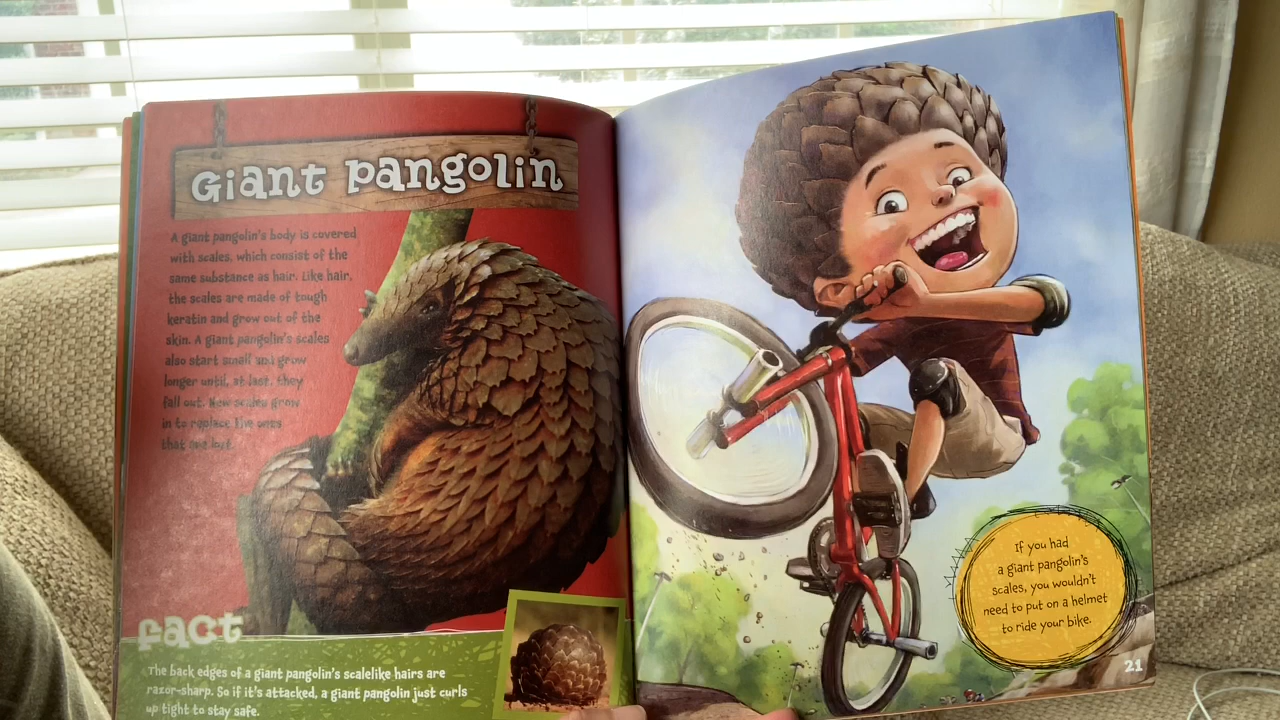 Giant pangolin
A giant pangolin's body is covered
with scales, which consist of the
same substance as hair. Like hair,
the scales are made of tough
keratin and grow out of the
skin. A giant pangolin's scales
also start small and grow
longer until, at last, they
fall out. New scales grow
in to replace the ones
that are lost.
fact
The back edges of a giant pangolin's scalelike hairs are
razor-sharp. So if it's attacked, a giant pangolin just curls
up tight to stay safe.
If you had
a giant pangolin's
scales, you wouldn't
need to put on a helmet
to ride your bike.
21